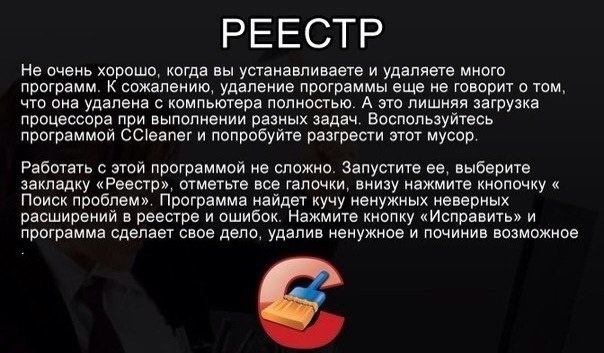 РЕЕСТР
Не очень хорошо, когда вы устанавливаете и удаляете много
программ. К сожалению, удаление программы еще не говорит о том,
что она удалена с компьютера полностью. А это лишняя загрузка
процессора при выполнении разных задач. Воспользуйтесь
программой CCleaner и попробуйте разгрести этот мусор.
Работать с этой программой не сложно. Запустите ее, выберите
закладку «Реестр», отметьте все галочки, внизу нажмите кнопочку «
Поиск проблем». Программа найдет кучу ненужных неверных
расширений в реестре и ошибок. Нажмите кнопку «Исправить» и
программа сделает свое дело, удалив ненужное и починив возможное
.